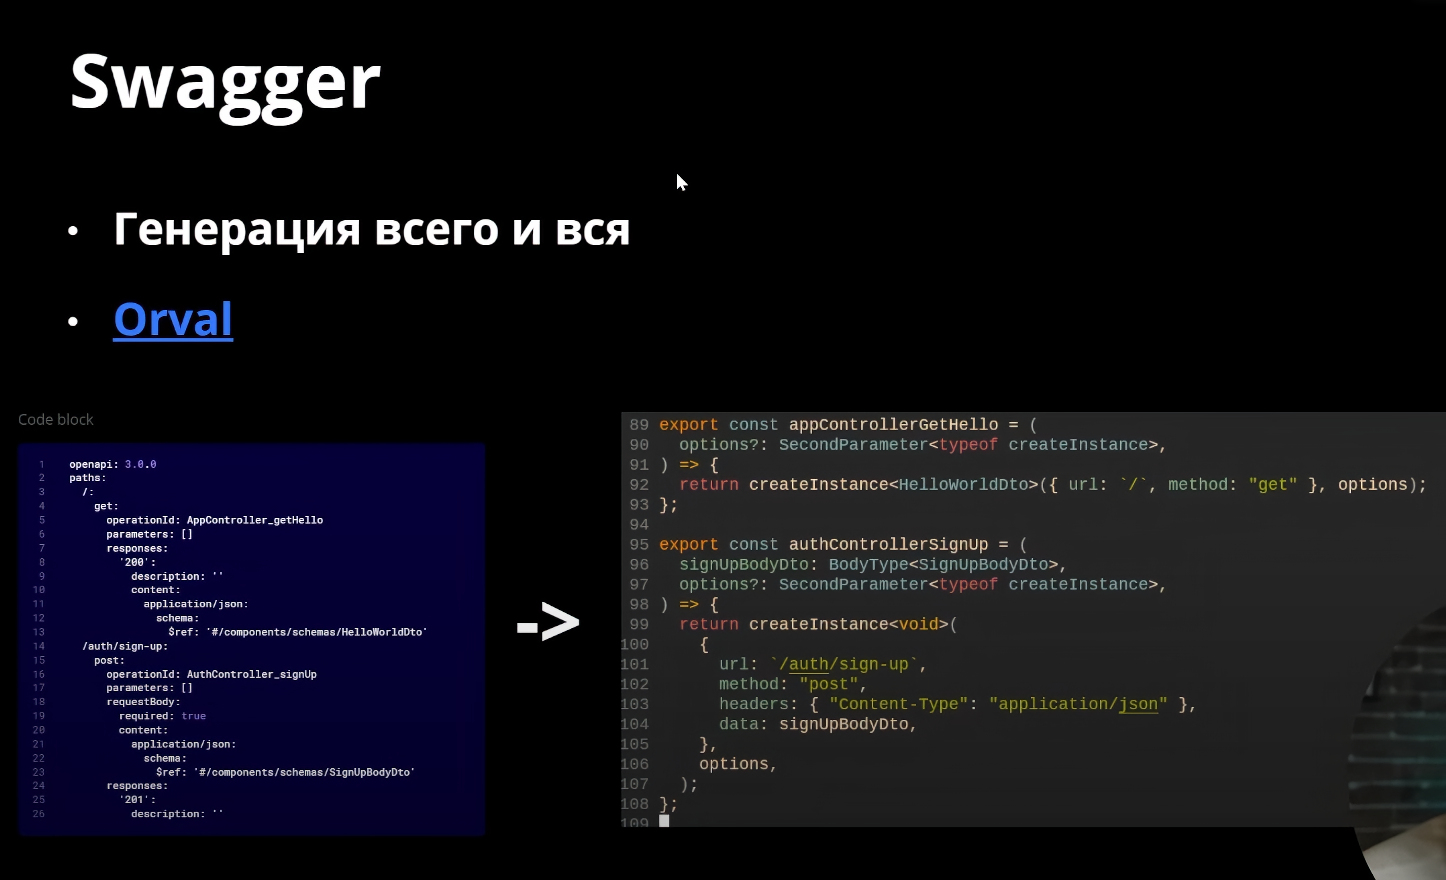 Swagger
• Генерация всего и вся
• Orval
Code block
1 openapi: 3.0.0
2 paths:
3 /:
4 get:
5 operationId: AppController_getHello
6 parameters: []
7 responses:
8 '200':
9 description: ''
10 content:
11 application/json:
12 schema:
13 $ref: '#/components/schemas/HelloWorldDto'
14 /auth/sign-up:
15 post:
16 operationId: AuthController_signUp
17 parameters: []
18 requestBody:
19 required: true
20 content:
21 application/json:
22 schema:
23 $ref: '#/components/schemas/SignUpBodyDto'
24 responses:
25 '201':
26 description: ''
->
89 export const appControllerGetHello = (
90 options?: SecondParameter<typeof createInstance>,
91 ) => {
92 return createInstance<HelloWorldDto>({ url: `/`, method: "get" }, options);
93 };
94
95 export const authControllerSignUp = (
96 signUpBodyDto: BodyType<SignUpBodyDto>,
97 options?: SecondParameter<typeof createInstance>,
98 ) => {
99 return createInstance<void>(
100 {
101 url: `/auth/sign-up`,
102 method: "post",
103 headers: { "Content-Type": "application/json" },
104 data: signUpBodyDto,
105 },
106 options,
107 );
108 };
109